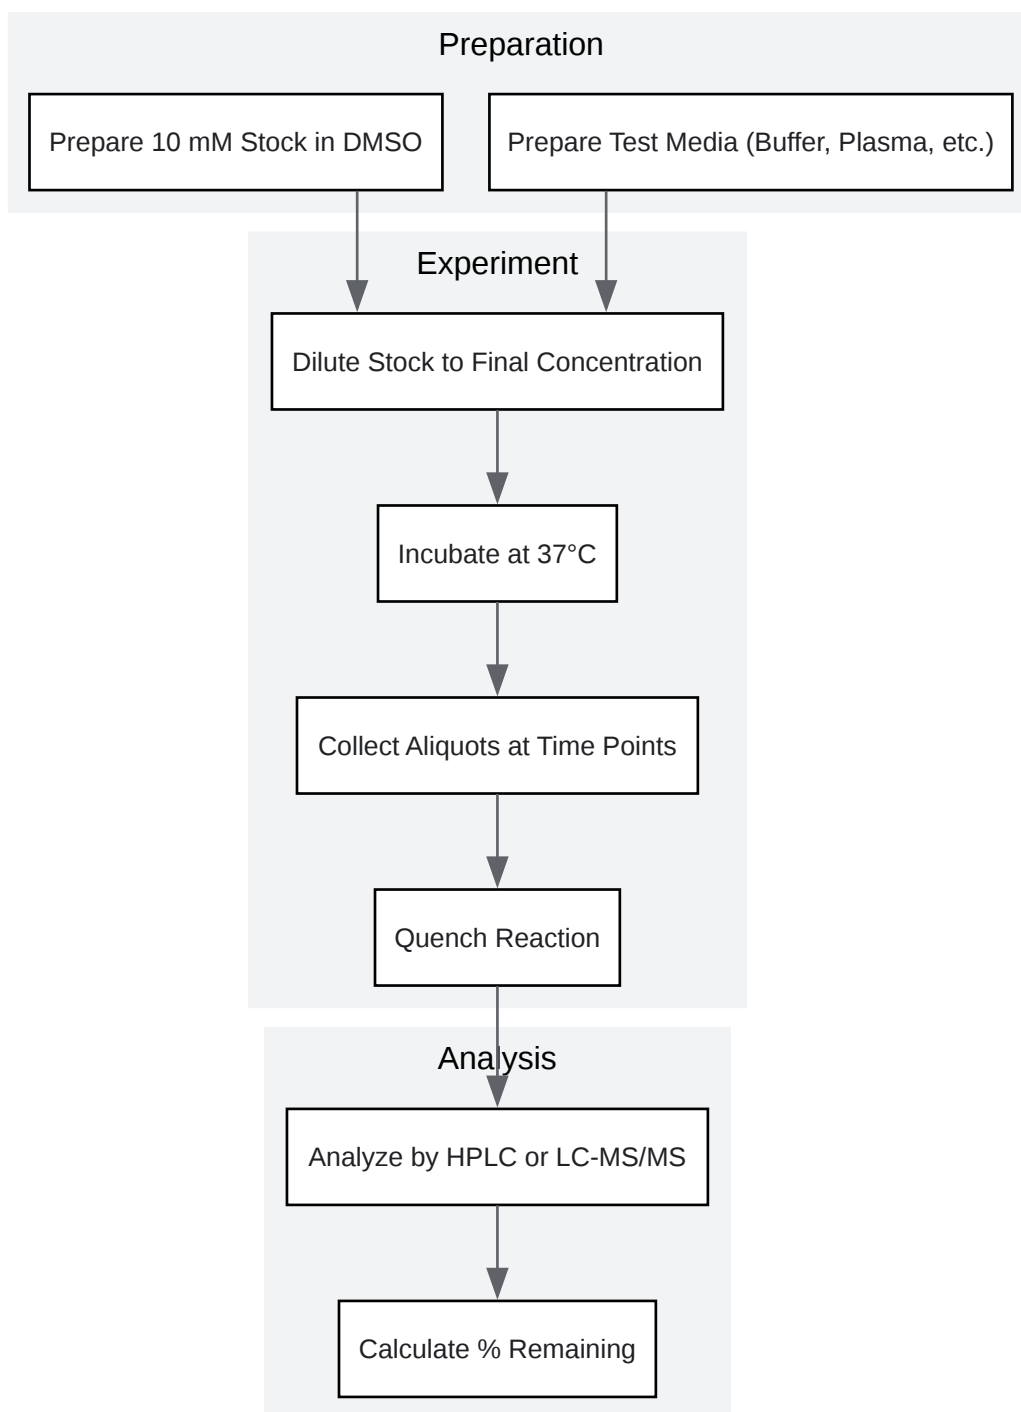 Preparation
Prepare 10 mM Stock in DMSO
Prepare Test Media (Buffer, Plasma, etc.)
Experiment
Dilute Stock to Final Concentration
Incubate at 37°C
Collect Aliquots at Time Points
Quench Reaction
Analysis
Analyze by HPLC or LC-MS/MS
Calculate % Remaining